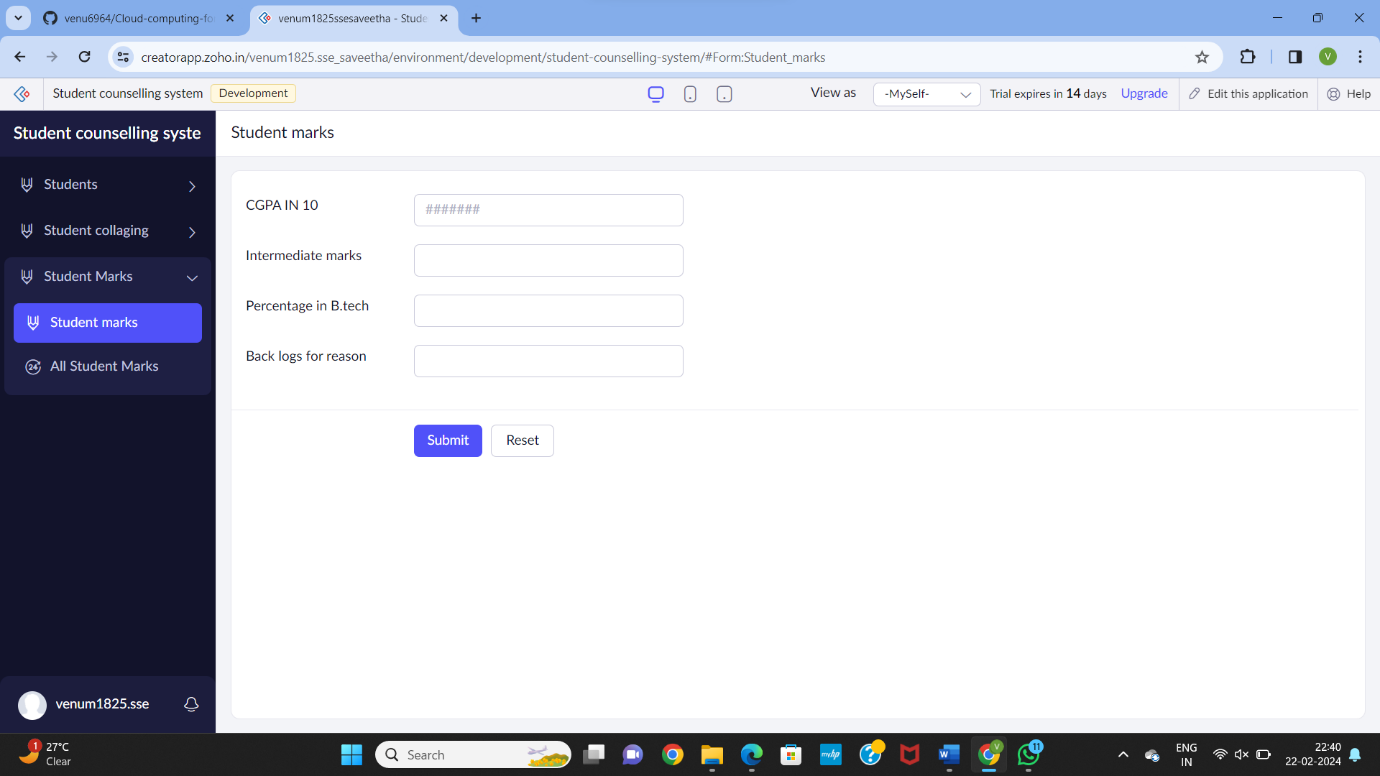 venu6964/Cloud-computing-fo
venum1825ssesaveetha - Stude
creatorapp.zoho.in/venum1825.sse_saveetha/environment/development/student-counselling-system/#Form:Student_marks
V
Student counselling system
Development
View as
-MySelf-
Trial expires in 14 days
Upgrade
Edit this application
Help
Student counselling syste
Student marks
Students
Student collaging
Student Marks
Student marks
All Student Marks
CGPA IN 10
#######
Intermediate marks
Percentage in B.tech
Back logs for reason
Submit
Reset
venum1825.sse
1
27°C
Clear
Search
myhp
W
V
11
ENG
IN
22:40
22-02-2024